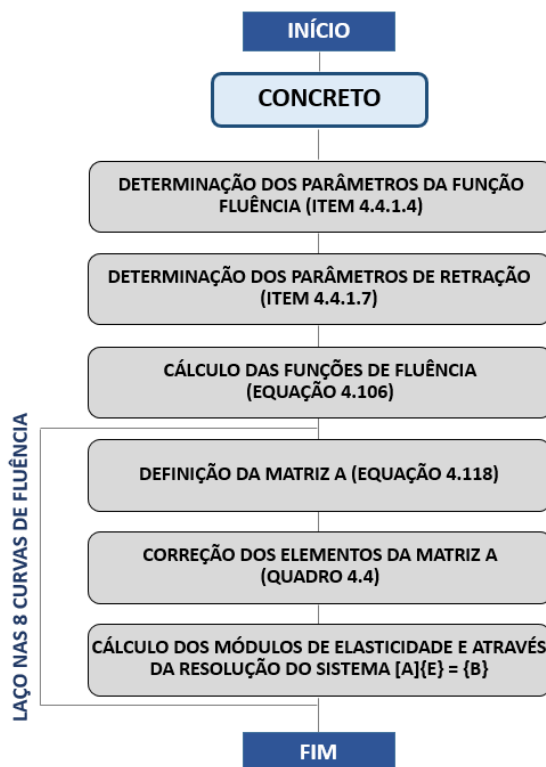 INÍCIO
CONCRETO
DETERMINAÇÃO DOS PARÂMETROS DA FUNÇÃO
FLUÊNCIA (ITEM 4.4.1.4)
DETERMINAÇÃO DOS PARÂMETROS DE RETRAÇÃO
(ITEM 4.4.1.7)
CÁLCULO DAS FUNÇÕES DE FLUÊNCIA
(EQUAÇÃO 4.106)
LAÇO NAS 8 CURVAS DE FLUÊNCIA
DEFINIÇÃO DA MATRIZ A (EQUAÇÃO 4.118)
CORREÇÃO DOS ELEMENTOS DA MATRIZ A
(QUADRO 4.4)
CÁLCULO DOS MÓDULOS DE ELASTICIDADE E ATRAVÉS
DA RESOLUÇÃO DO SISTEMA [A]{E} = {B}
FIM